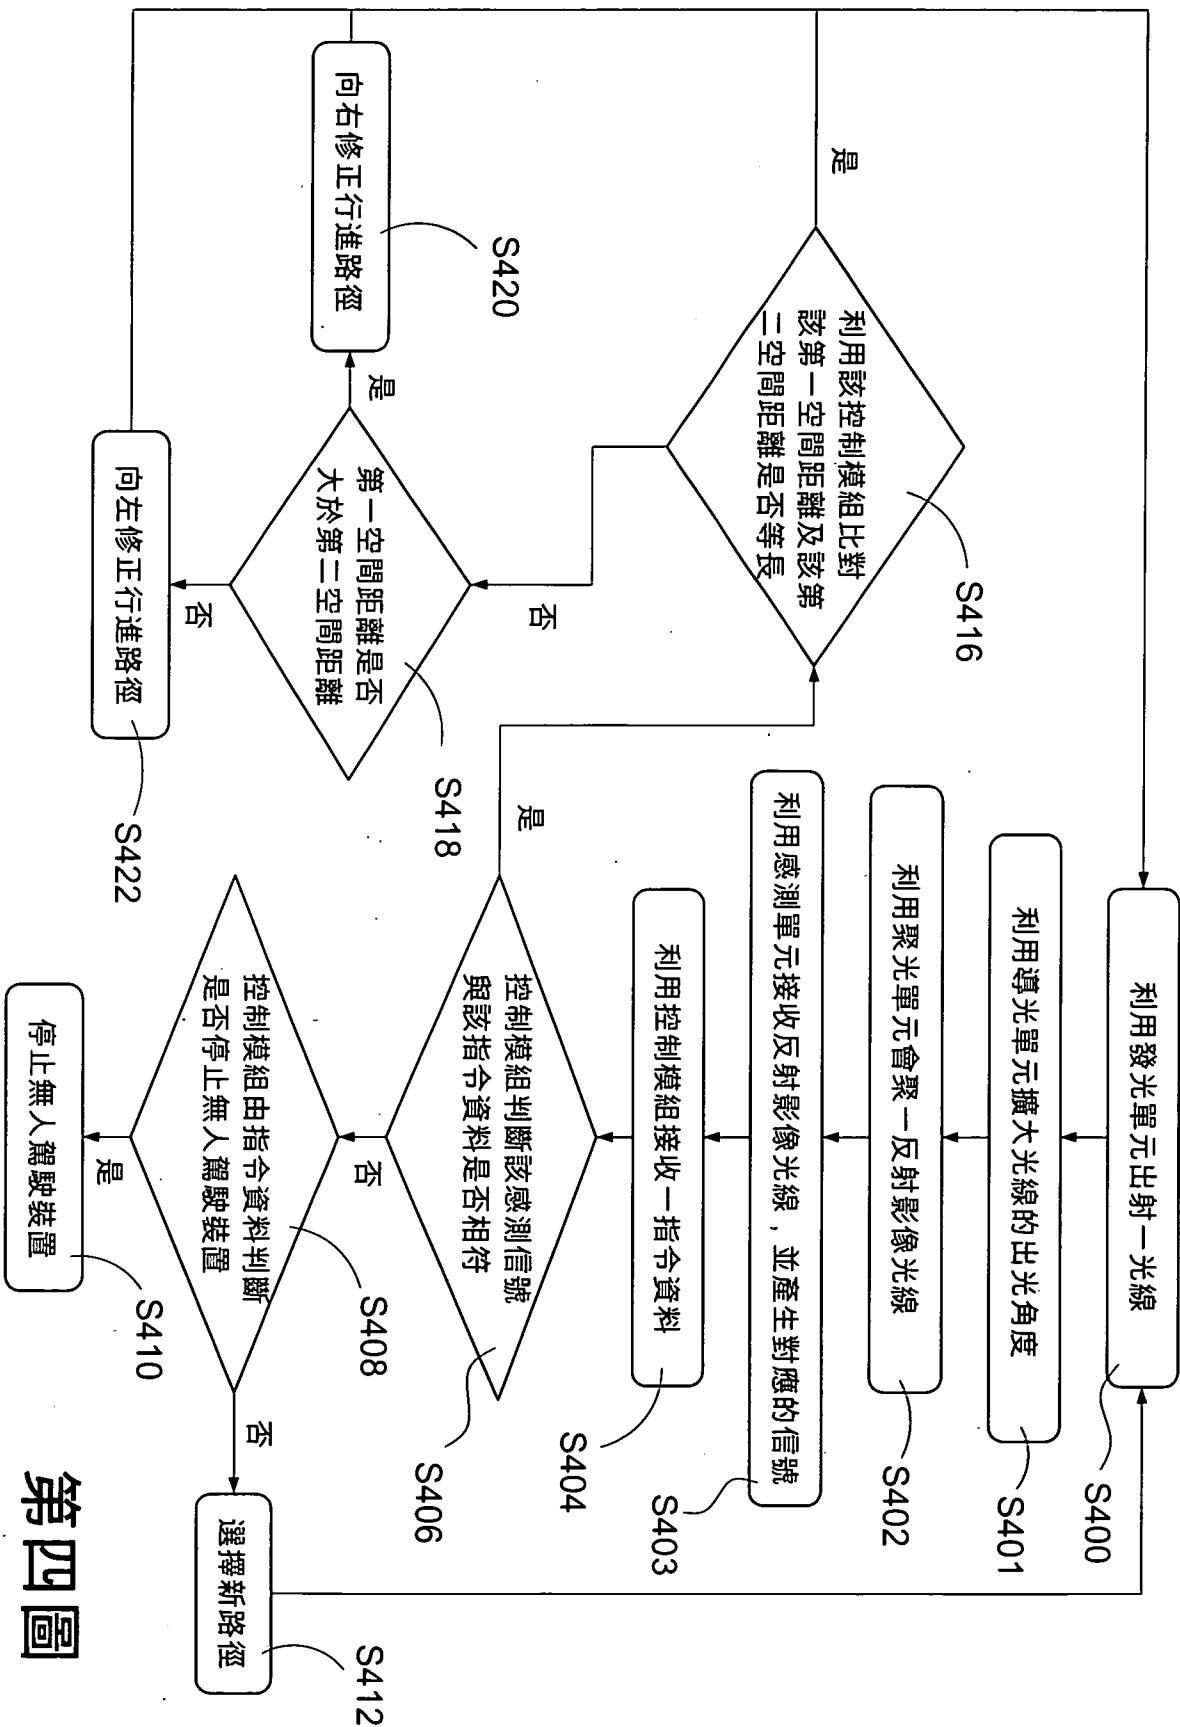 利用發光單元出射一光線
S400
利用導光單元擴大光線的出光角度
S401
利用聚光單元會聚一反射影像光線
S402
利用感測單元接收反射影像光線，並產生對應的信號
S403
利用控制模組接收一指令資料
S404
控制模組判斷該感測信號
與該指令資料是否相符
S406
是
否
控制模組由指令資料判斷
是否停止無人駕駛裝置
S408
是
否
停止無人駕駛裝置
S410
選擇新路徑
S412
利用該控制模組比對
該第一空間距離及該第
二空間距離是否等長
S416
是
否
第一空間距離是否
大於第二空間距離
S418
是
否
向右修正行進路徑
S420
向左修正行進路徑
S422
第四圖